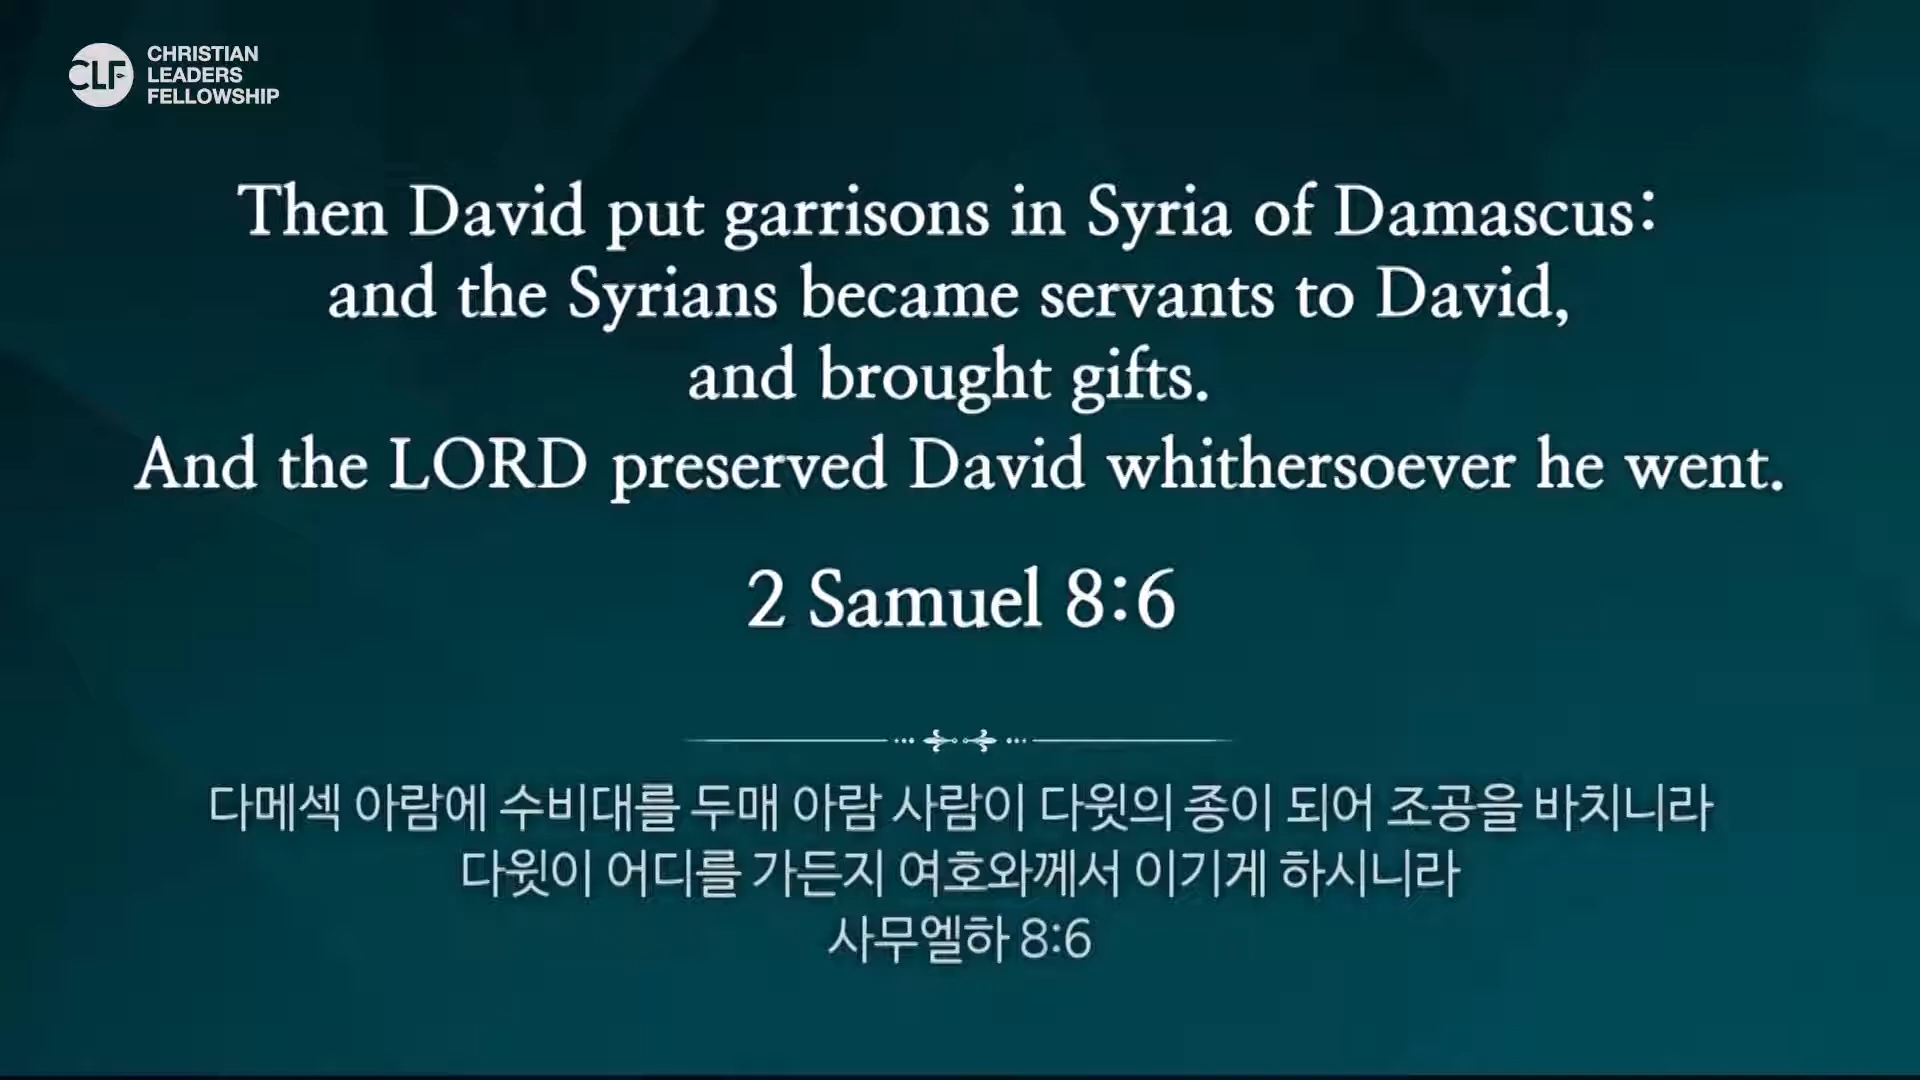 CLF
CHRISTIAN
LEADERS
FELLOWSHIP
Then David put garrisons in Syria of Damascus:
and the Syrians became servants to David,
and brought gifts.
And the LORD preserved David whithersoever he went.
2 Samuel 8:6
다메섹 아람에 수비대를 두매 아람 사람이 다윗의 종이 되어 조공을 바치니라
다윗이 어디를 가든지 여호와께서 이기게 하시니라
사무엘하 8:6